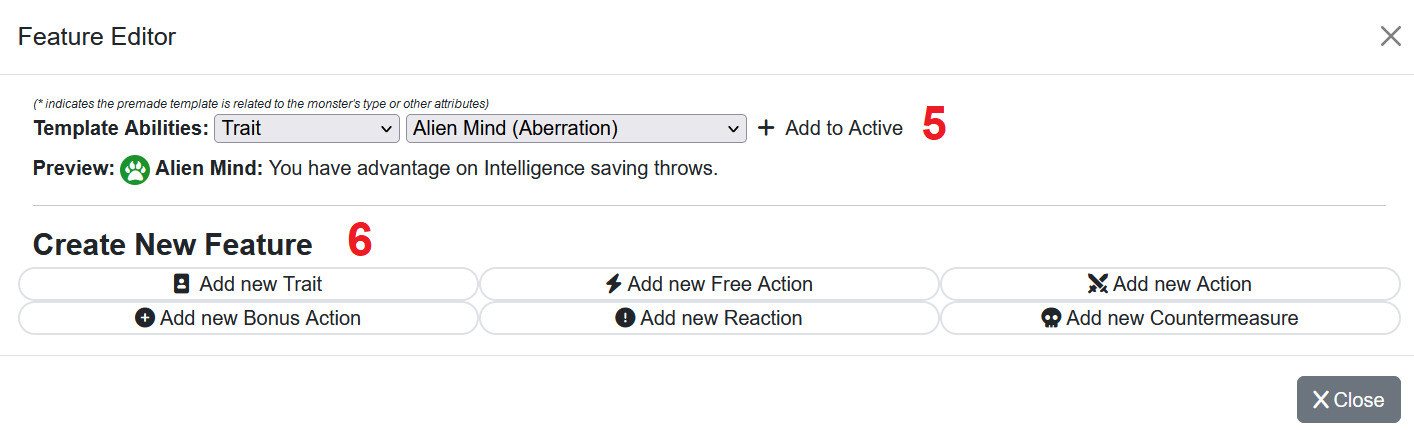 Feature Editor
(* indicates the premade template is related to the monster's type or other attributes)
Template Abilities: Trait Alien Mind (Aberration) + Add to Active 5
Preview: Alien Mind: You have advantage on Intelligence saving throws.
Create New Feature 6
Add new Trait Add new Free Action Add new Action
Add new Bonus Action Add new Reaction Add new Countermeasure
X Close